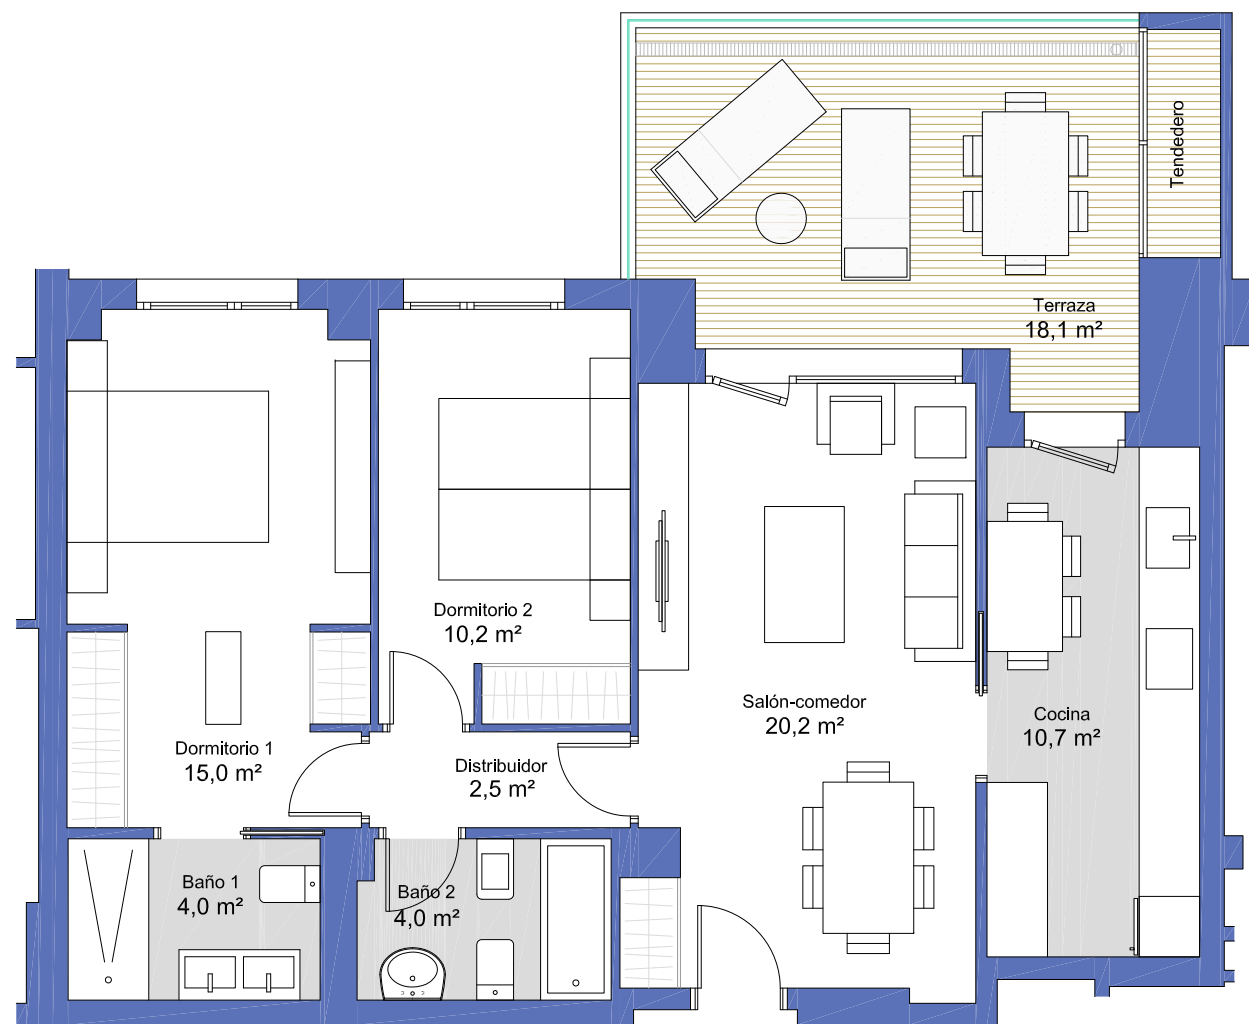 Tendedero
Terraza
18,1 m²
Dormitorio 2
10,2 m²
Salón-comedor
20,2 m²
Cocina
10,7 m²
Dormitorio 1
15,0 m²
Distribuidor
2,5 m²
Baño 1
4,0 m²
Baño 2
4,0 m²